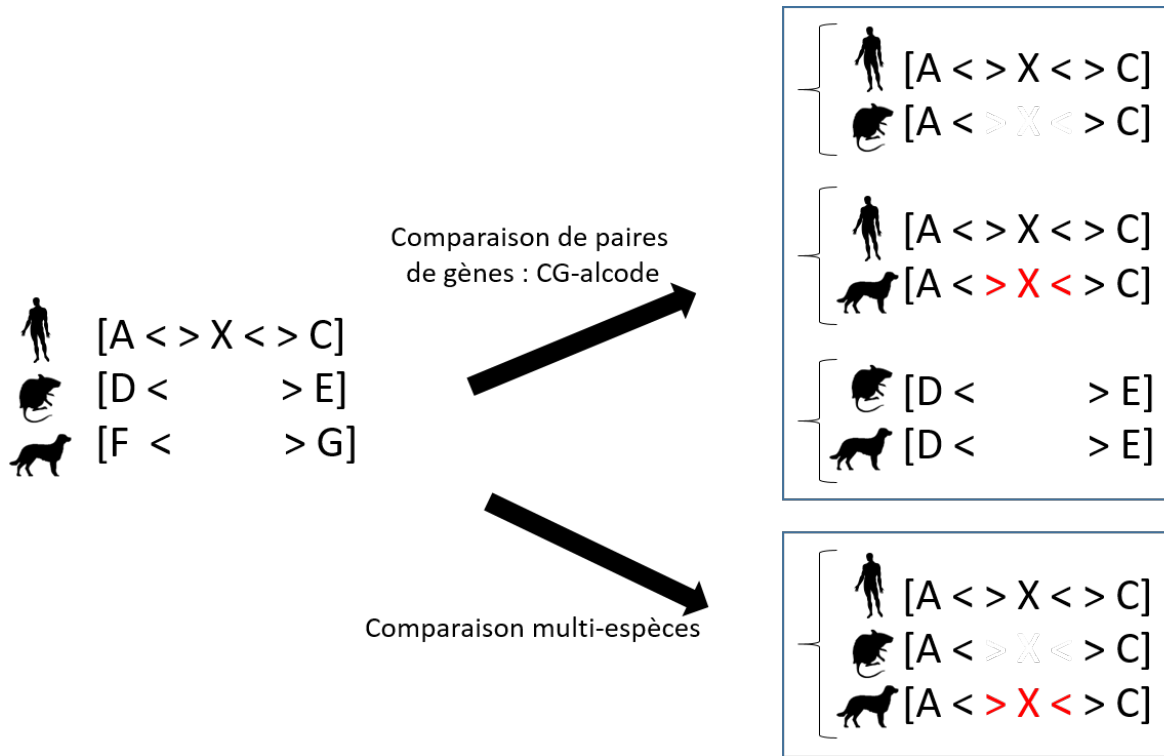 [A < > X < > C]
[D < > E]
[F < > G]
Comparaison de paires
de gènes : CG-alcode
Comparaison multi-espèces
[A < > X < > C]
[A < > X < > C]
[A < > X < > C]
[A < > X < > C]
[D < > E]
[D < > E]
[A < > X < > C]
[A < > X < > C]
[A < > X < > C]